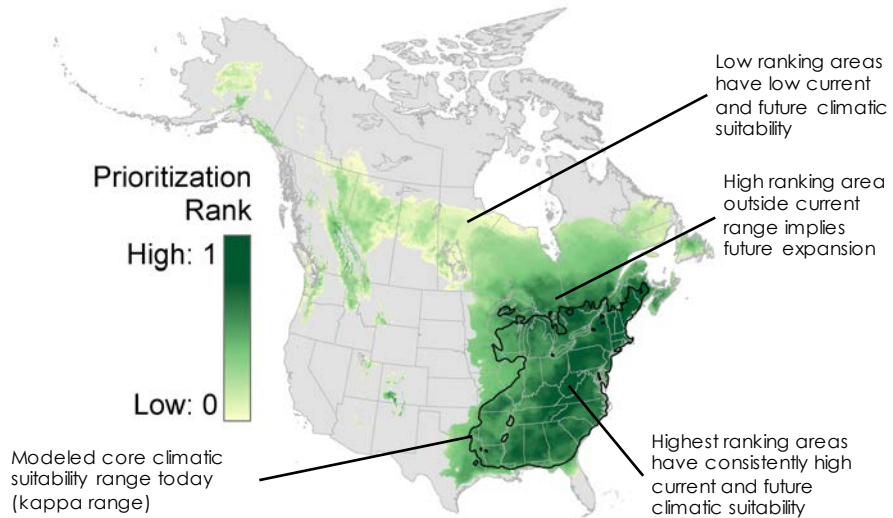 Low ranking areas
have low current
and future climatic
suitability
High ranking area
outside current
range implies
future expansion
Prioritization
Rank
High: 1
Low: 0
Modeled core climatic
suitability range today
(kappa range)
Highest ranking areas
have consistently high
current and future
climatic suitability